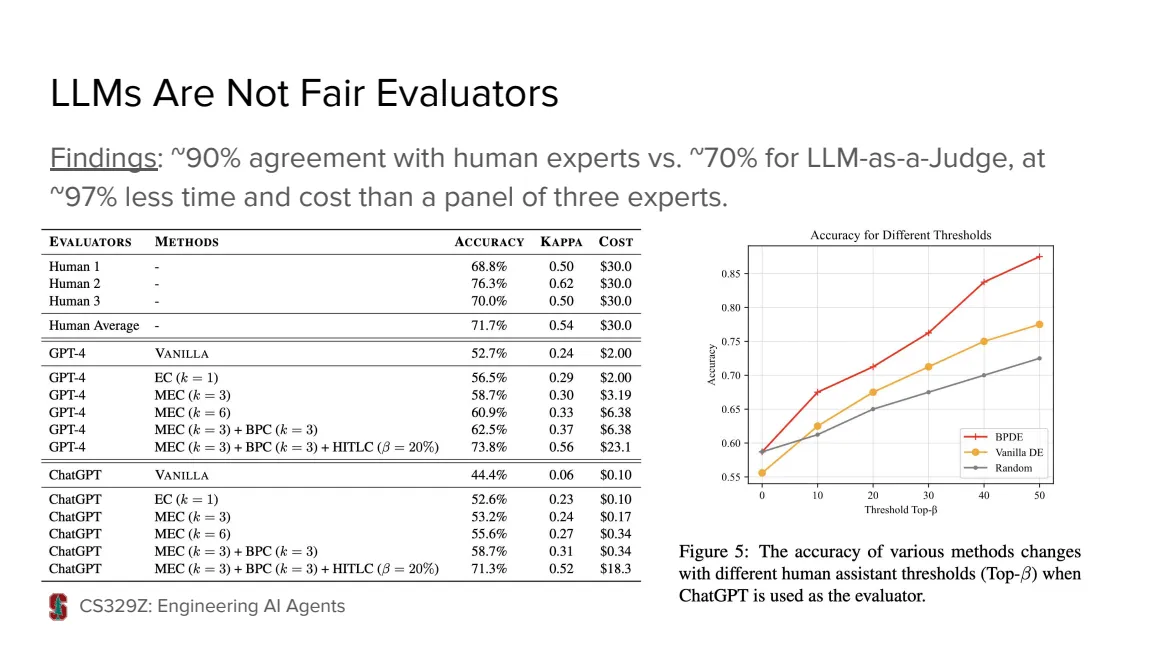 LLMs Are Not Fair Evaluators
Findings: ~90% agreement with human experts vs. ~70% for LLM-as-a-Judge, at
~97% less time and cost than a panel of three experts.
EVALUATORS METHODS ACCURACY KAPPA COST
Human 1 - 68.8% 0.50 $30.0
Human 2 - 76.3% 0.62 $30.0
Human 3 - 70.0% 0.50 $30.0
Human Average - 71.7% 0.54 $30.0
GPT-4 VANILLA 52.7% 0.24 $2.00
GPT-4 EC (k = 1) 56.5% 0.29 $2.00
GPT-4 MEC (k = 3) 58.7% 0.30 $3.19
GPT-4 MEC (k = 6) 60.9% 0.33 $6.38
GPT-4 MEC (k = 3) + BPC (k = 3) 62.5% 0.37 $6.38
GPT-4 MEC (k = 3) + BPC (k = 3) + HITLC (β = 20%) 73.8% 0.56 $23.1
ChatGPT VANILLA 44.4% 0.06 $0.10
ChatGPT EC (k = 1) 52.6% 0.23 $0.10
ChatGPT MEC (k = 3) 53.2% 0.24 $0.17
ChatGPT MEC (k = 6) 55.6% 0.27 $0.34
ChatGPT MEC (k = 3) + BPC (k = 3) 58.7% 0.31 $0.34
ChatGPT MEC (k = 3) + BPC (k = 3) + HITLC (β = 20%) 71.3% 0.52 $18.3
Accuracy for Different Thresholds
Accuracy
0.85
0.80
0.75
0.70
0.65
0.60
0.55
BPDE
Vanilla DE
Random
0 10 20 30 40 50
Threshold Top-β
Figure 5: The accuracy of various methods changes
with different human assistant thresholds (Top-β) when
ChatGPT is used as the evaluator.
S
CS329Z: Engineering AI Agents